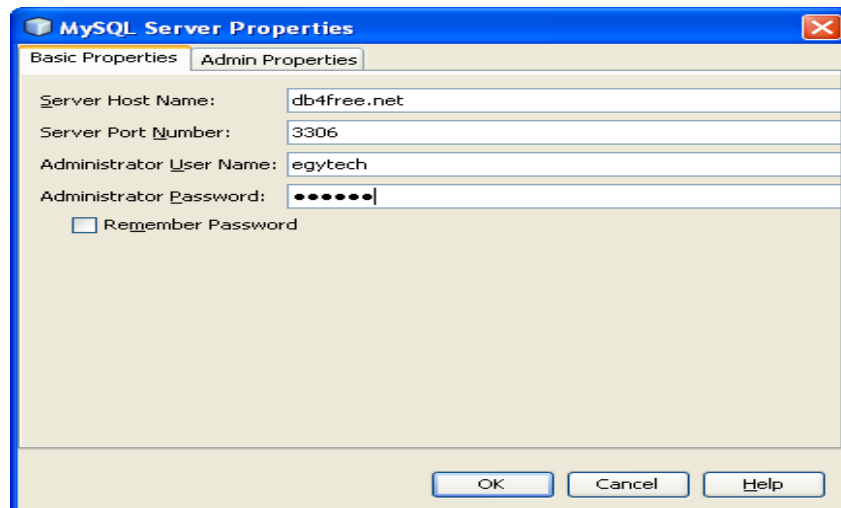 MySQL Server Properties
Basic Properties Admin Properties
Server Host Name: db4free.net
Server Port Number: 3306
Administrator User Name: egytech
Administrator Password: ●●●●●●
Remember Password
OK Cancel Help